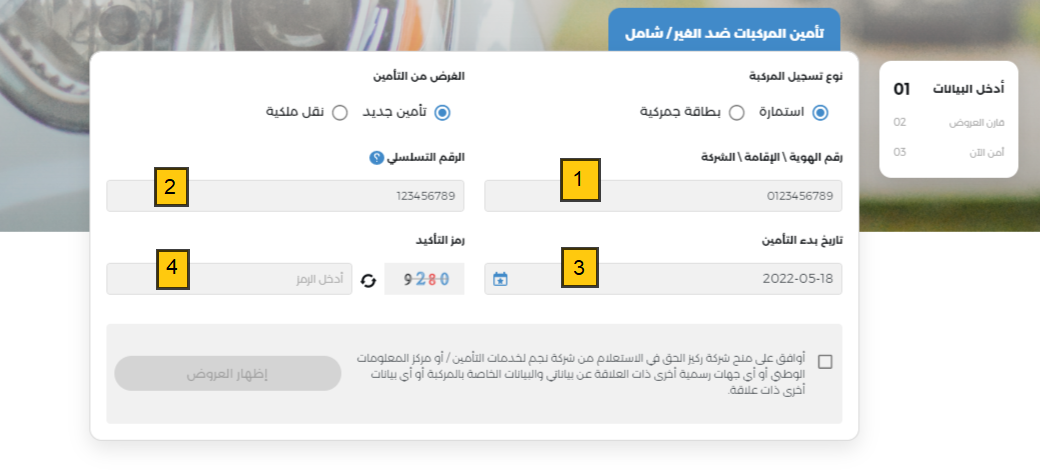 تأمين المركبات ضد الغير / شامل
أدخل البيانات 01
قارن العروض 02
أمن الآن 03
نوع تسجيل المركبة
استمارة
بطاقة جمركية
الغرض من التأمين
تأمين جديد
نقل ملكية
رقم الهوية \ الإقامة \ الشركة
1
0123456789
الرقم التسلسلي ?
2
123456789
تاريخ بدء التأمين
3
2022-05-18
رمز التأكيد
9280
4
أدخل الرمز
أوافق على منح شركة ركيز الحق في الاستعلام من شركة نجم لخدمات التأمين / أو مركز المعلومات
الوطني أو أي جهات رسمية أخرى ذات العلاقة عن بياناتي والبيانات الخاصة بالمركبة أو أي بيانات
أخرى ذات علاقة.
إظهار العروض